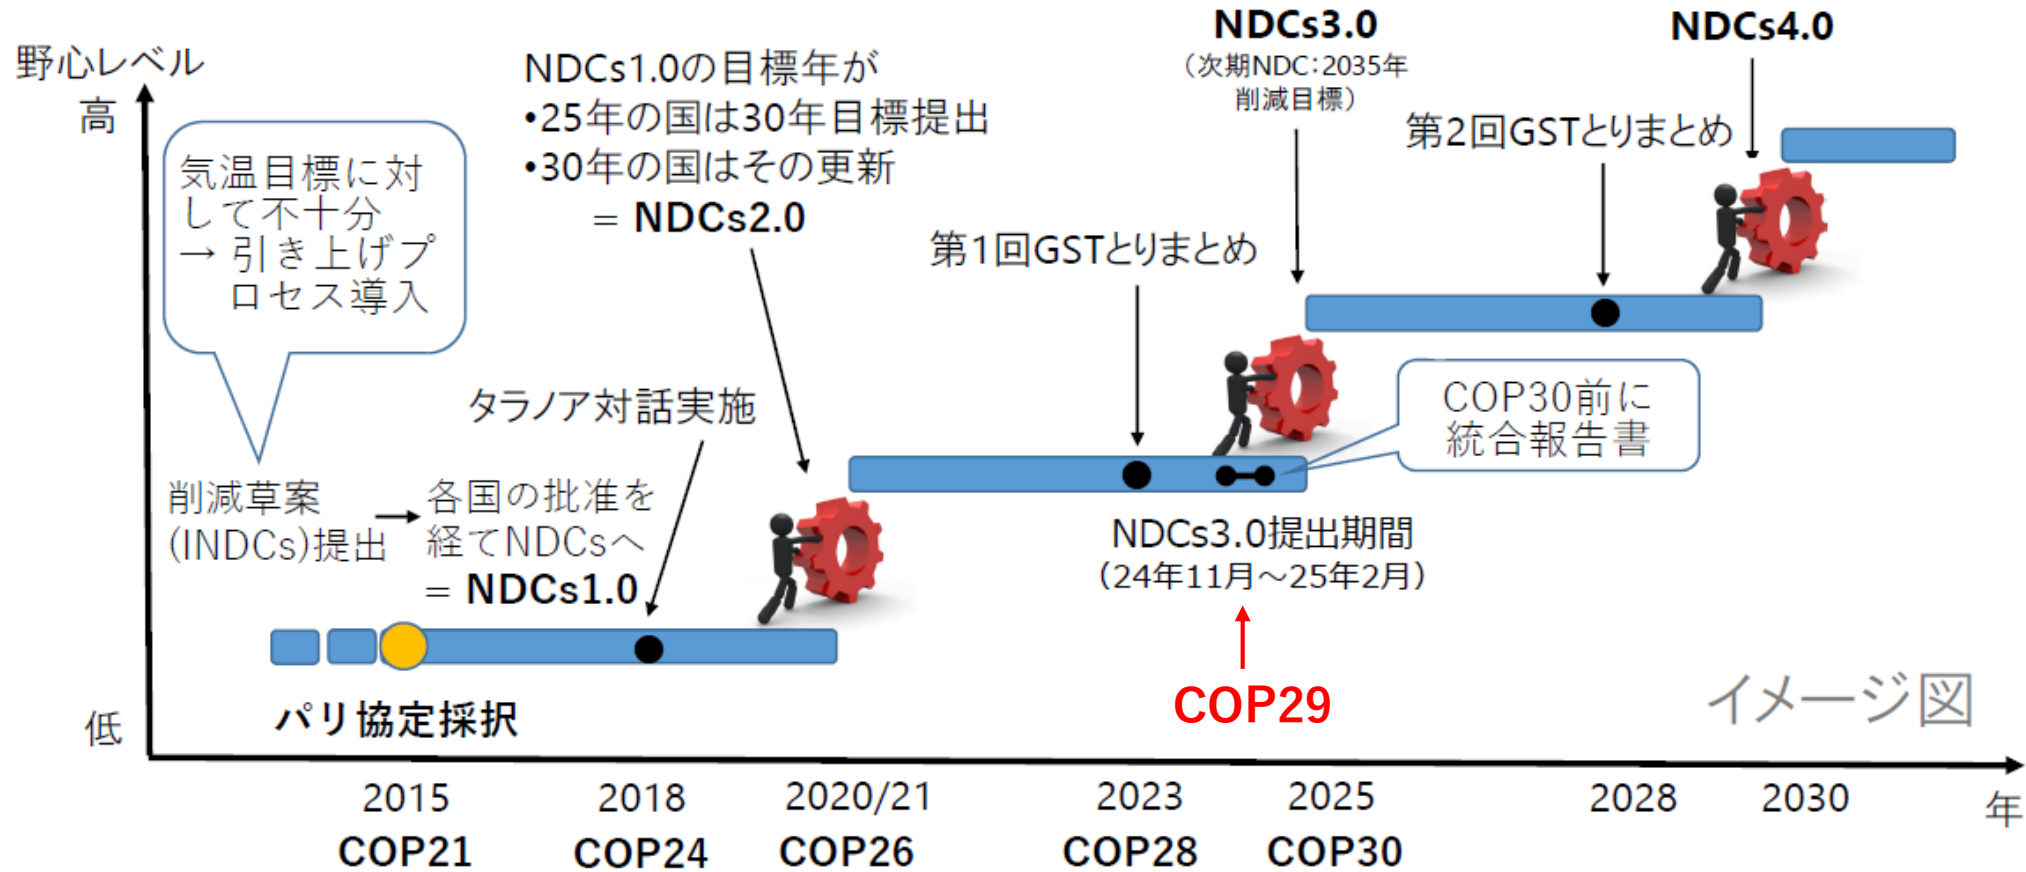 野心レベル
高
気温目標に対
して不十分
→ 引き上げプ
ロセス導入
NDCs1.0の目標年が
•25年の国は30年目標提出
•30年の国はその更新
= NDCs2.0
NDCs3.0
（次期NDC：2035年
削減目標）
NDCs4.0
第2回GSTとりまとめ
第1回GSTとりまとめ
タラノア対話実施
COP30前に
統合報告書
削減草案
(INDCs)提出
各国の批准を
経てNDCsへ
= NDCs1.0
NDCs3.0提出期間
（24年11月～25年2月）
COP29
パリ協定採択
イメージ図
低
2015
2018
2020/21
2023
2025
2028
2030
年
COP21
COP24
COP26
COP28
COP30